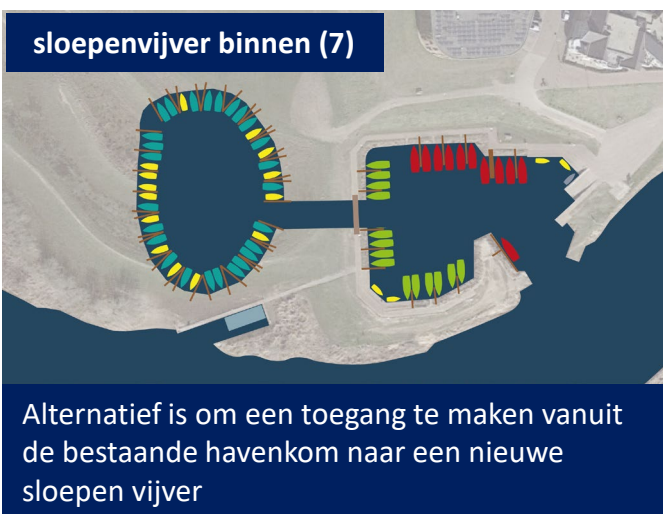 sloepenvijver binnen (7)
Alternatief is om een toegang te maken vanuit
de bestaande havenkom naar een nieuwe
sloepen vijver